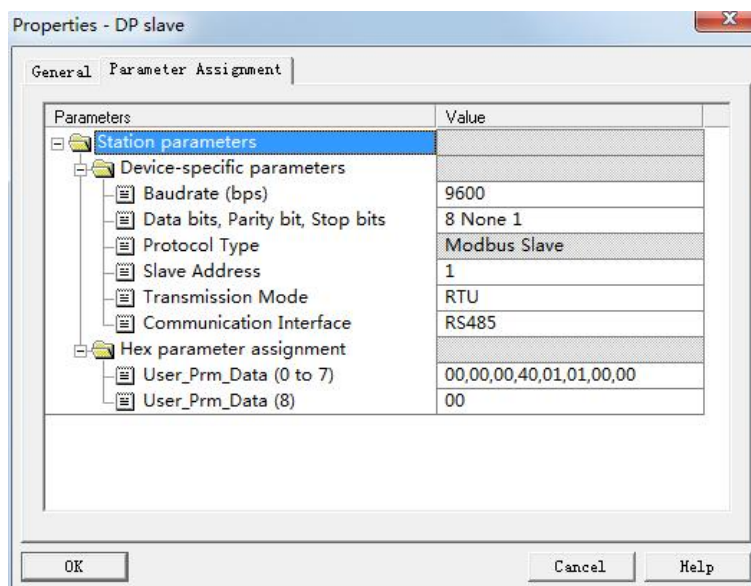 Properties - DP slave
X
General Parameter Assignment
Parameters Value
Station parameters
Device-specific parameters
Baudrate (bps) 9600
Data bits, Parity bit, Stop bits 8 None 1
Protocol Type Modbus Slave
Slave Address 1
Transmission Mode RTU
Communication Interface RS485
Hex parameter assignment
User_Prm_Data (0 to 7) 00,00,00,40,01,01,00,00
User_Prm_Data (8) 00
OK Cancel Help